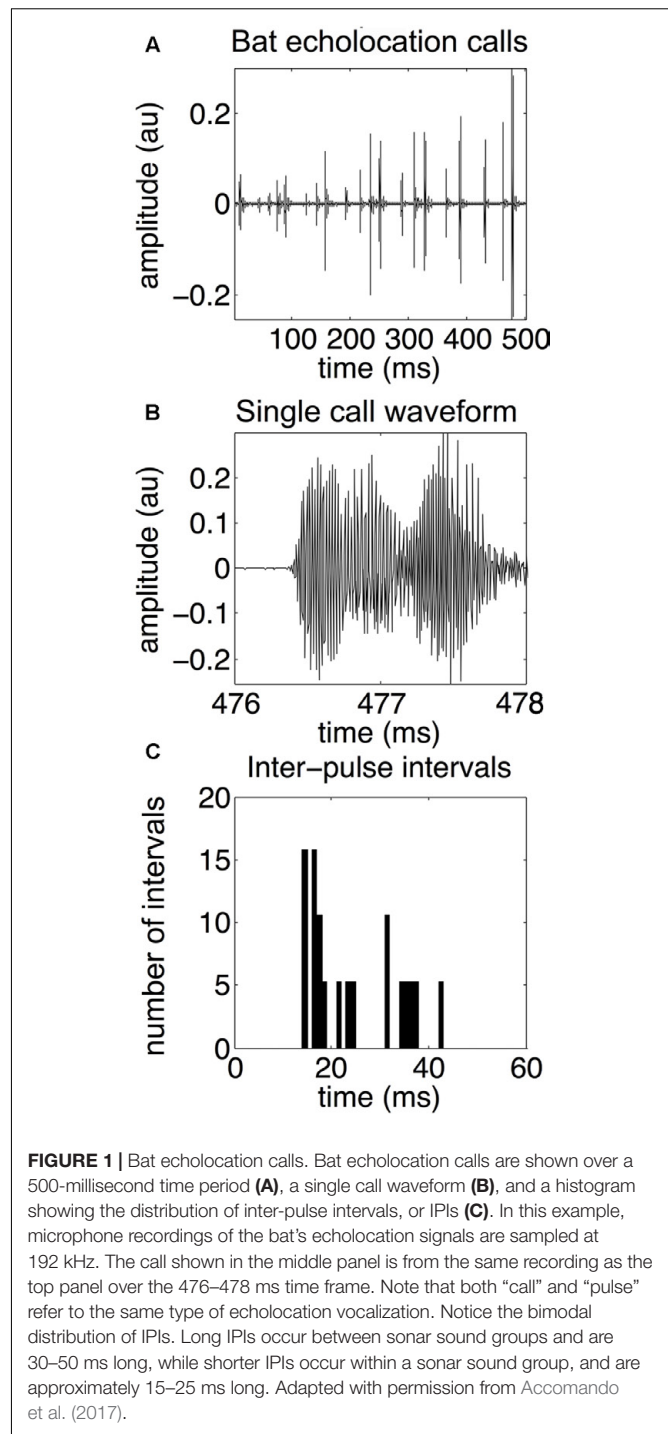 A
Bat echolocation calls
amplitude (au)
0.2
0
−0.2
100 200 300 400 500
time (ms)
B
Single call waveform
amplitude (au)
0.2
0.1
0
−0.1
−0.2
476 477 478
time (ms)
C
Inter−pulse intervals
number of intervals
20
15
10
5
0
0 20 40 60
time (ms)
FIGURE 1 | Bat echolocation calls. Bat echolocation calls are shown over a
500-millisecond time period (A), a single call waveform (B), and a histogram
showing the distribution of inter-pulse intervals, or IPIs (C). In this example,
microphone recordings of the bat’s echolocation signals are sampled at
192 kHz. The call shown in the middle panel is from the same recording as the
top panel over the 476–478 ms time frame. Note that both “call” and “pulse”
refer to the same type of echolocation vocalization. Notice the bimodal
distribution of IPIs. Long IPIs occur between sonar sound groups and are
30–50 ms long, while shorter IPIs occur within a sonar sound group, and are
approximately 15–25 ms long. Adapted with permission from Accomando
et al. (2017).